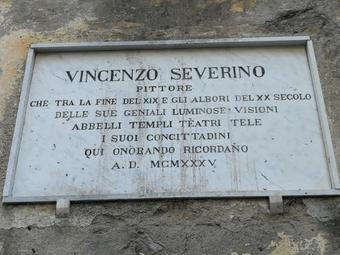 VINCENZO SEVERINO
PITTORE
CHE TRA LA FINE DEL XIX E GLI ALBORI DEL XX SECOLO
DELLE SUE GENIALI LUMINOSE VISIONI
ABBELLI TEMPLI TEATRI TELE
I SUOI CONCITTADINI
QUI ONORANDO RICORDANO
A. D. MCMXXXV